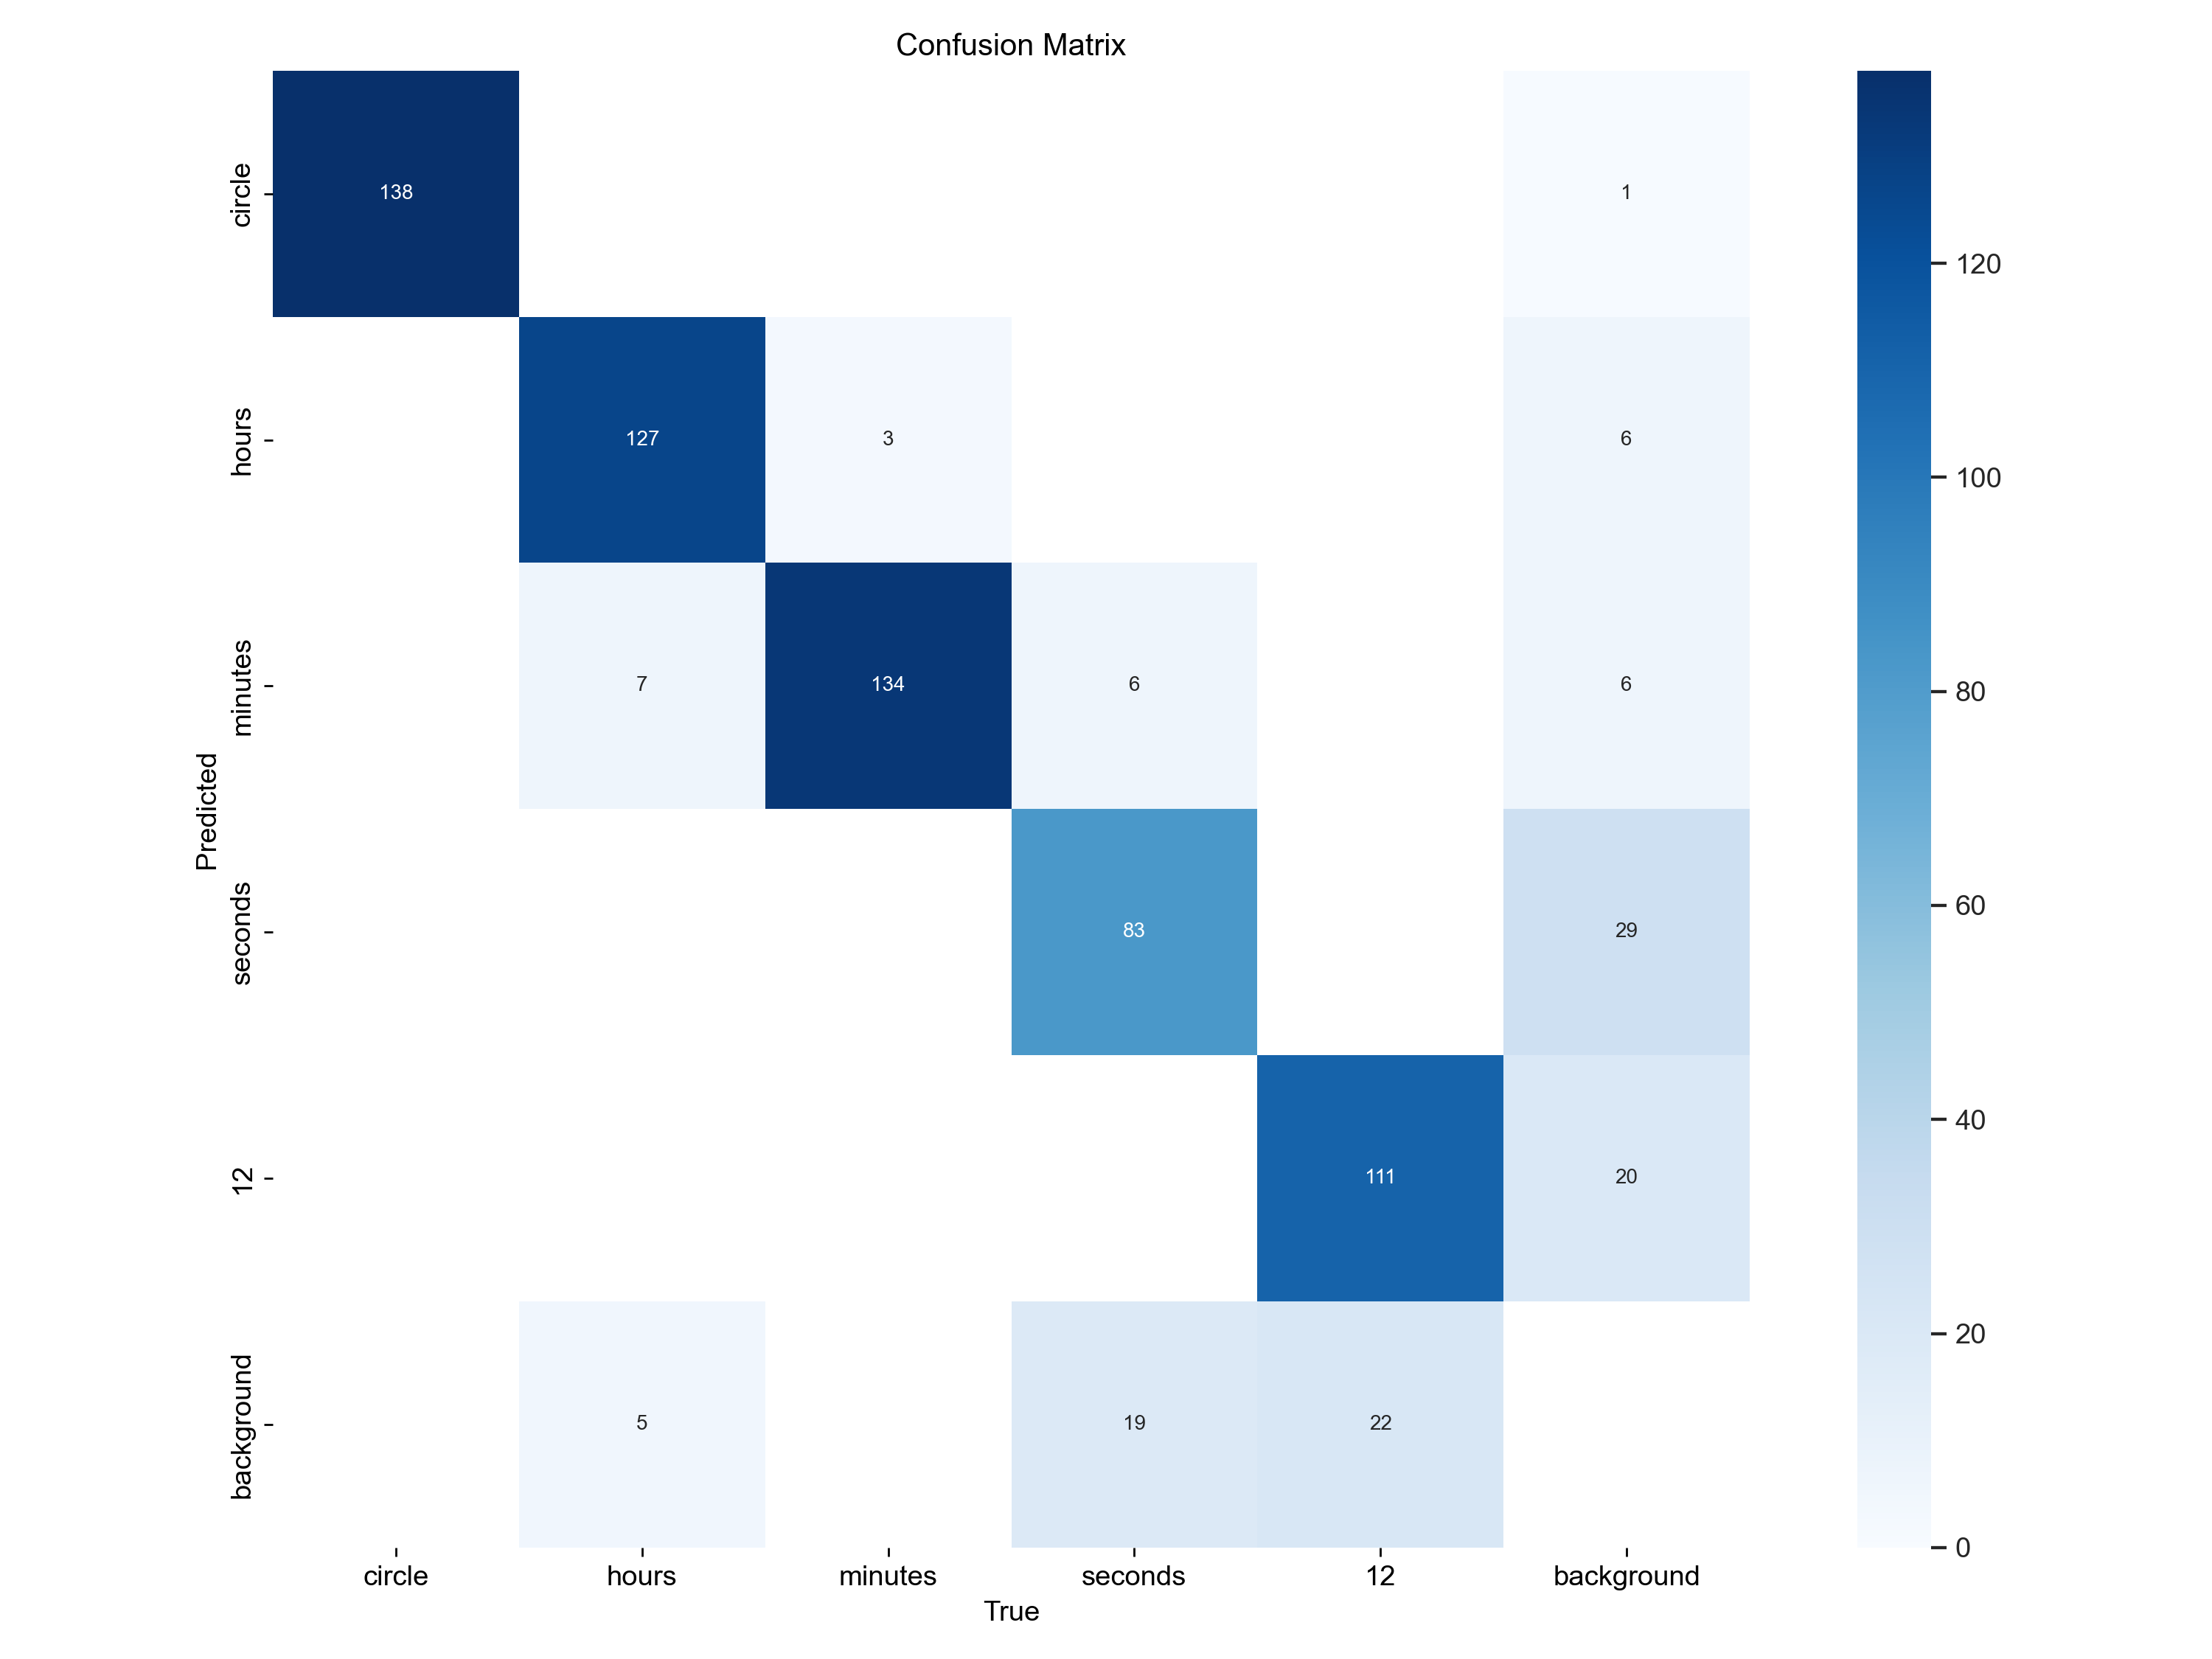 Confusion Matrix
circle
138
1
120
hours
127
3
6
100
minutes
7
134
6
6
80
Predicted
seconds
83
29
60
12
111
20
40
background
5
19
22
20
0
circle
hours
minutes
seconds
12
background
True